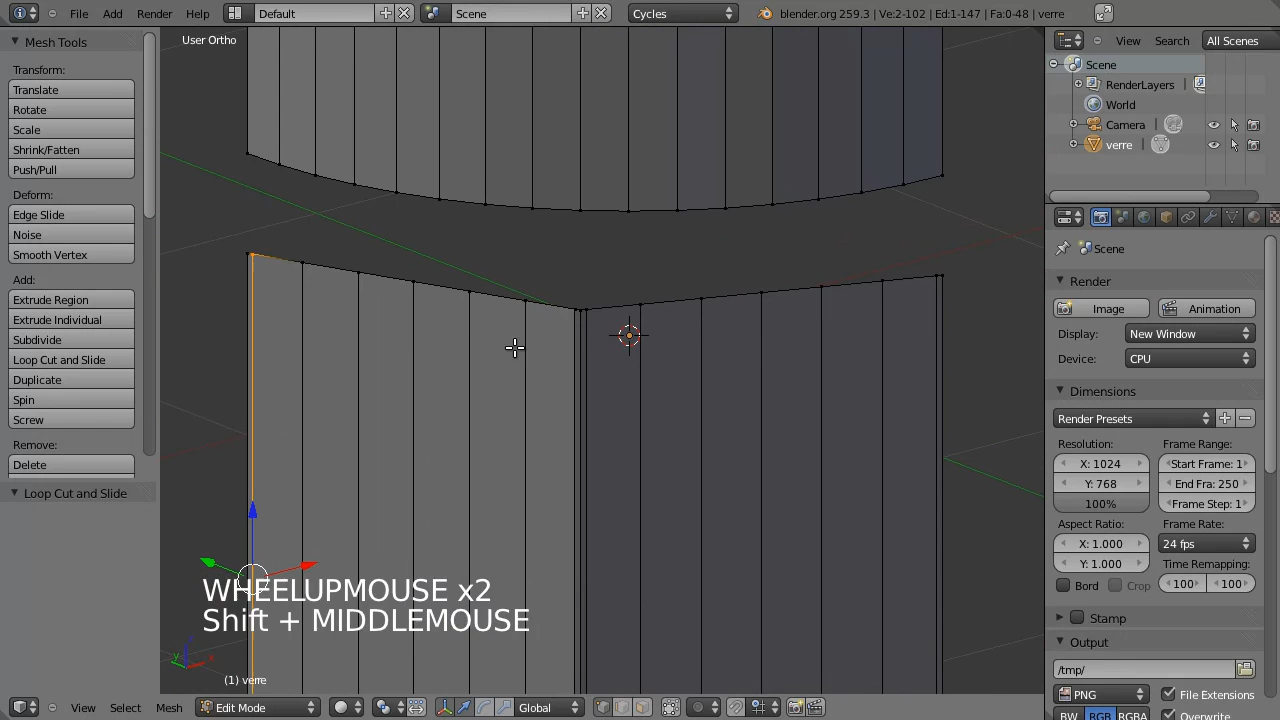 File Add Render Help Default Scene Cycles blender.org 259.3 | Ve:2-102 | Ed:1-147 | Fa:0-48 | verre
Mesh Tools
Transform:
Translate
Rotate
Scale
Shrink/Fatten
Push/Pull
Deform:
Edge Slide
Noise
Smooth Vertex
Add:
Extrude Region
Extrude Individual
Subdivide
Loop Cut and Slide
Duplicate
Spin
Screw
Remove:
Delete
Loop Cut and Slide
User Ortho
WHEELUPMOUSE x2
Shift + MIDDLEMOUSE
z
y
x
(1) verre
View Select Mesh Edit Mode Global
View Search All Scenes
Scene
RenderLayers
World
Camera
verre
Scene
Render
Image Animation
Display: New Window
Device: CPU
Dimensions
Render Presets
Resolution: Frame Range:
X: 1024 Start Frame: 1
Y: 768 End Fra: 250
100% Frame Step: 1
Aspect Ratio: Frame Rate:
X: 1.000 24 fps
Y: 1.000 Time Remapping:
Bord Crop 100 100
Stamp
Output
/tmp/
PNG File Extensions
BW RGB RGBA Overwrite